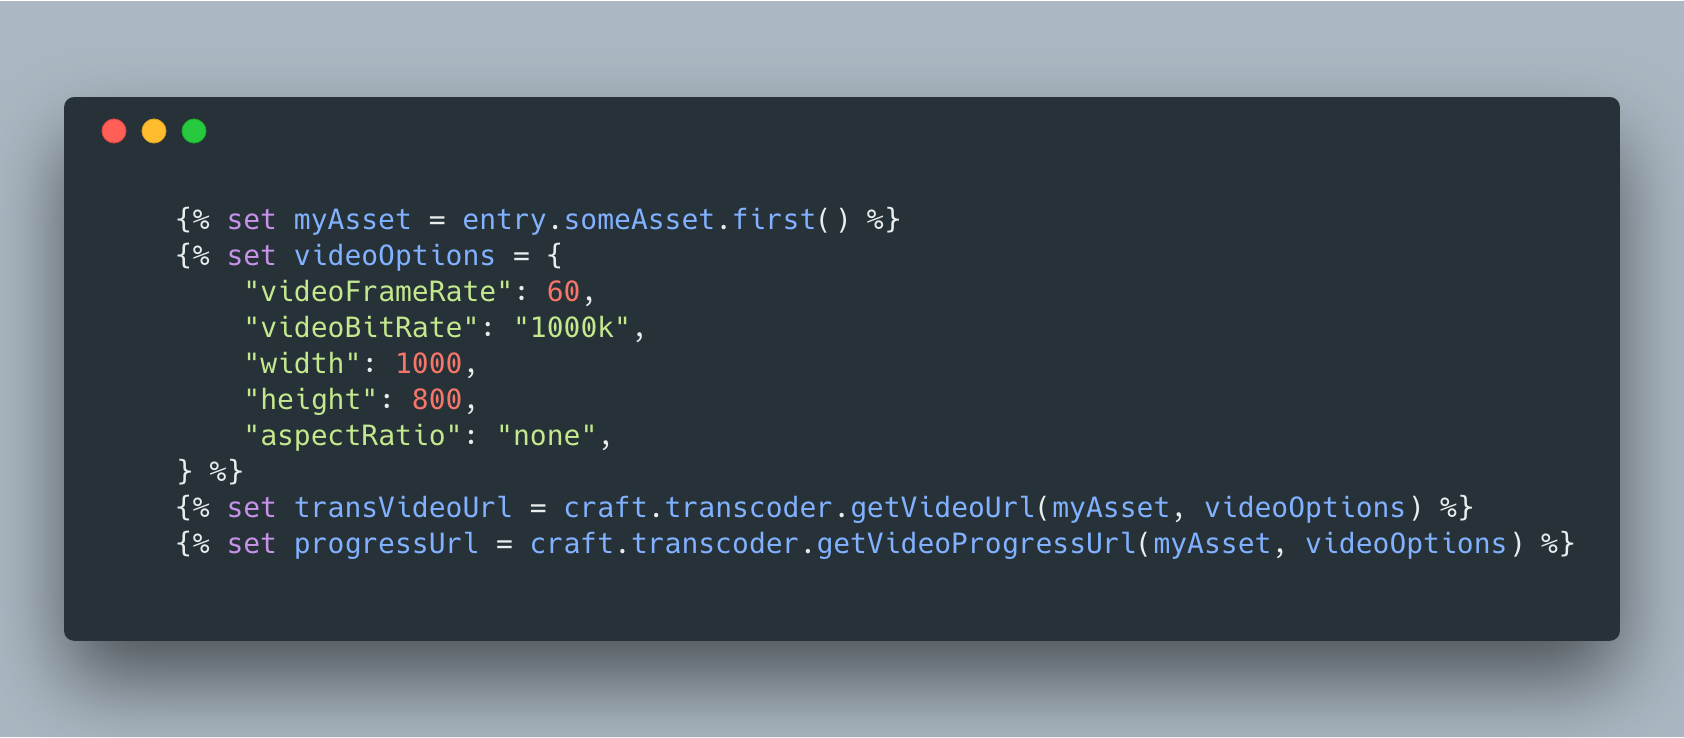 {% set myAsset = entry.someAsset.first() %}
{% set videoOptions = {
    "videoFrameRate": 60,
    "videoBitRate": "1000k",
    "width": 1000,
    "height": 800,
    "aspectRatio": "none",
} %}
{% set transVideoUrl = craft.transcoder.getVideoUrl(myAsset, videoOptions) %}
{% set progressUrl = craft.transcoder.getVideoProgressUrl(myAsset, videoOptions) %}